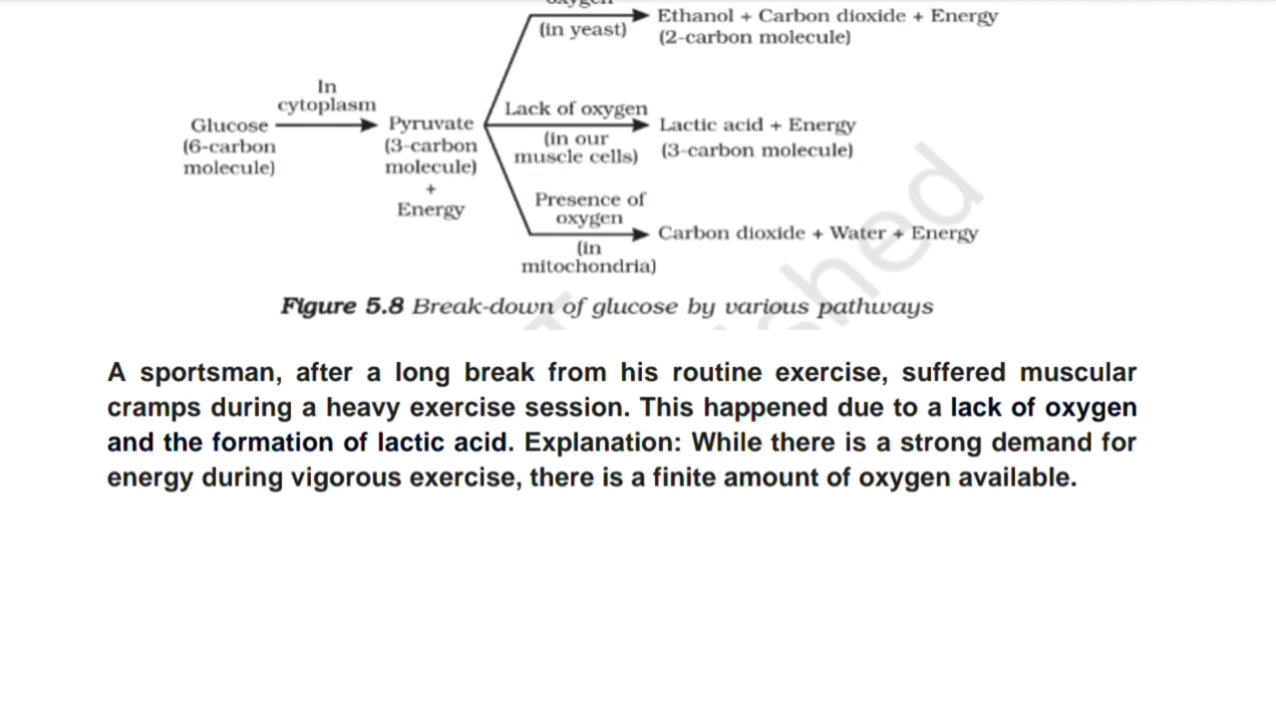 (in yeast)
Ethanol + Carbon dioxide + Energy
(2-carbon molecule)
In
cytoplasm
Glucose
(6-carbon
molecule)
Pyruvate
(3-carbon
molecule)
+
Energy
Lack of oxygen
(in our
muscle cells)
Lactic acid + Energy
(3-carbon molecule)
Presence of
oxygen
(in
mitochondria)
Carbon dioxide + Water + Energy
Figure 5.8 Break-down of glucose by various pathways
A sportsman, after a long break from his routine exercise, suffered muscular
cramps during a heavy exercise session. This happened due to a lack of oxygen
and the formation of lactic acid. Explanation: While there is a strong demand for
energy during vigorous exercise, there is a finite amount of oxygen available.